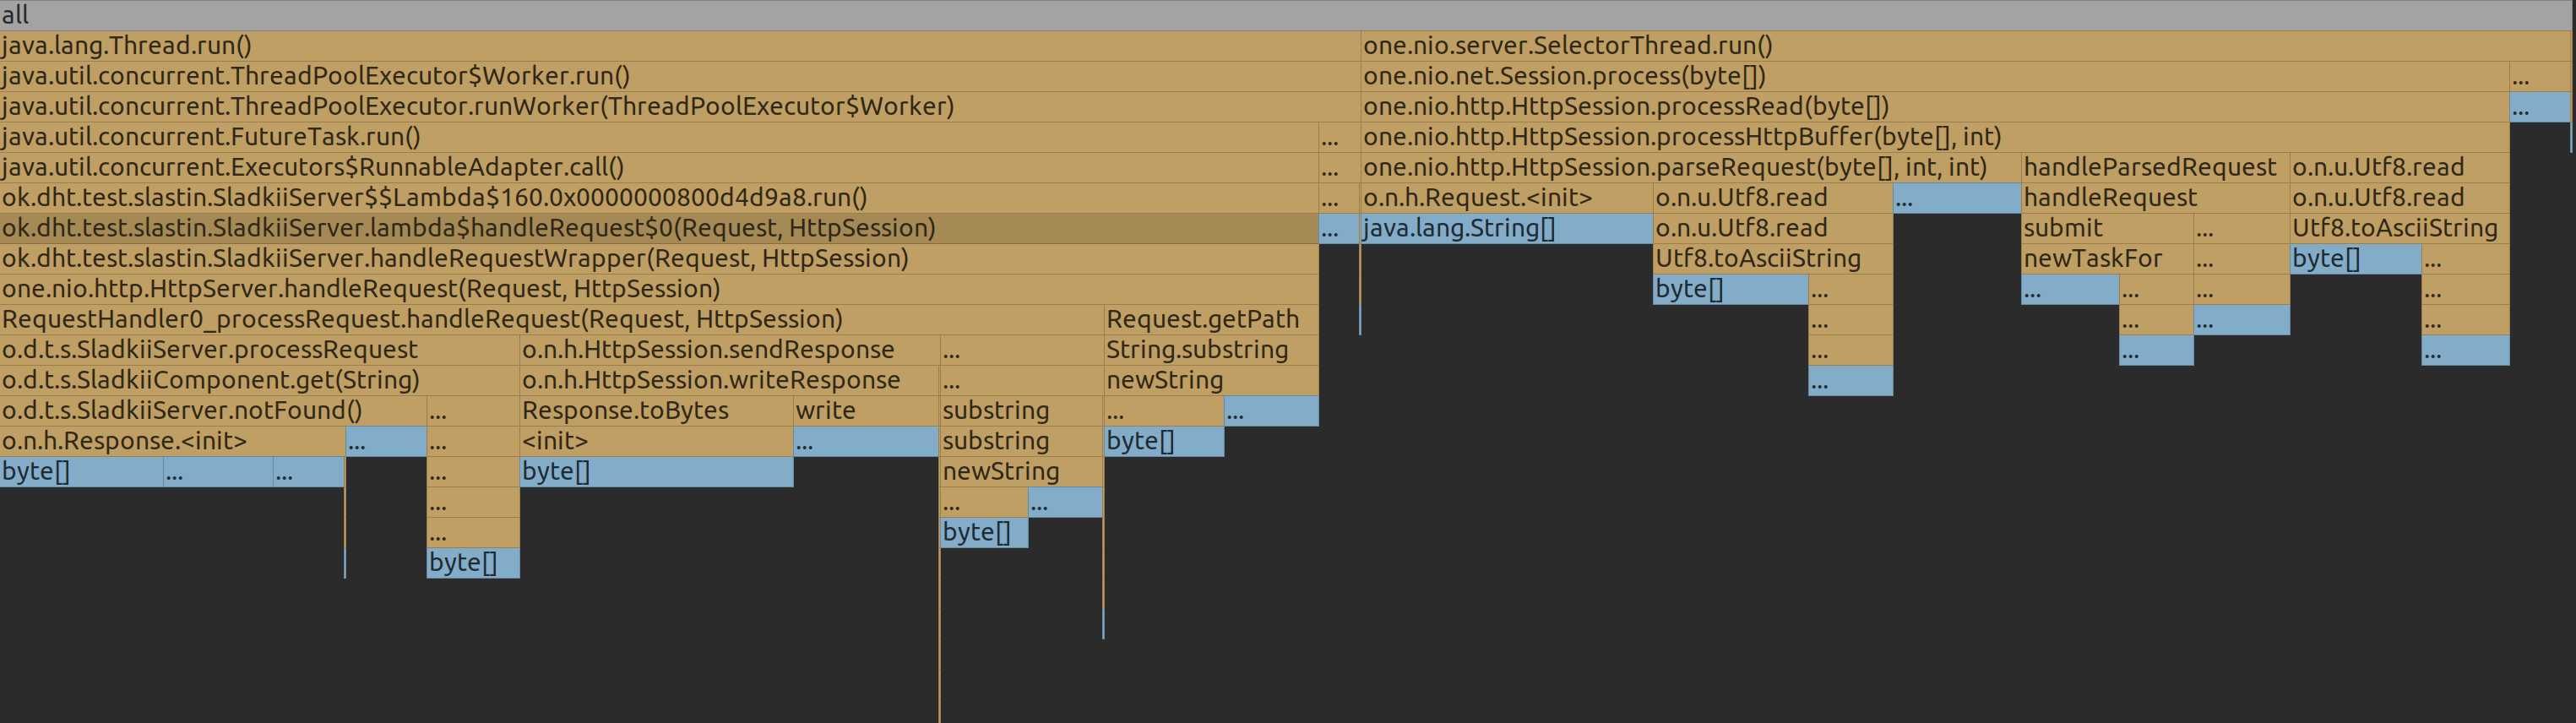 all
java.lang.Thread.run() one.nio.server.SelectorThread.run()
java.util.concurrent.ThreadPoolExecutor$Worker.run() one.nio.net.Session.process(byte[]) ...
java.util.concurrent.ThreadPoolExecutor.runWorker(ThreadPoolExecutor$Worker) one.nio.http.HttpSession.processRead(byte[]) ...
java.util.concurrent.FutureTask.run() ... one.nio.http.HttpSession.processHttpBuffer(byte[], int)
java.util.concurrent.Executors$RunnableAdapter.call() ... one.nio.http.HttpSession.parseRequest(byte[], int, int) handleParsedRequest o.n.u.Utf8.read
ok.dht.test.slastin.SladkiiServer$$Lambda$160.0x0000000800d4d9a8.run() ... o.n.h.Request.<init> o.n.u.Utf8.read ... handleRequest o.n.u.Utf8.read
ok.dht.test.slastin.SladkiiServer.lambda$handleRequest$0(Request, HttpSession) ... java.lang.String[] o.n.u.Utf8.read submit ... Utf8.toAsciiString
ok.dht.test.slastin.SladkiiServer.handleRequestWrapper(Request, HttpSession) Utf8.toAsciiString newTaskFor ... byte[] ...
one.nio.http.HttpServer.handleRequest(Request, HttpSession) byte[] ... ... ... ... ...
RequestHandler0_processRequest.handleRequest(Request, HttpSession) Request.getPath ... ... ... ...
o.d.t.s.SladkiiServer.processRequest o.n.h.HttpSession.sendResponse ... String.substring ... ... ...
o.d.t.s.SladkiiComponent.get(String) o.n.h.HttpSession.writeResponse ... newString ...
o.d.t.s.SladkiiServer.notFound() ... Response.toBytes write substring ... ...
o.n.h.Response.<init> ... ... <init> ... substring byte[]
byte[] ... ... ... byte[] newString
... ... ...
... byte[]
byte[]